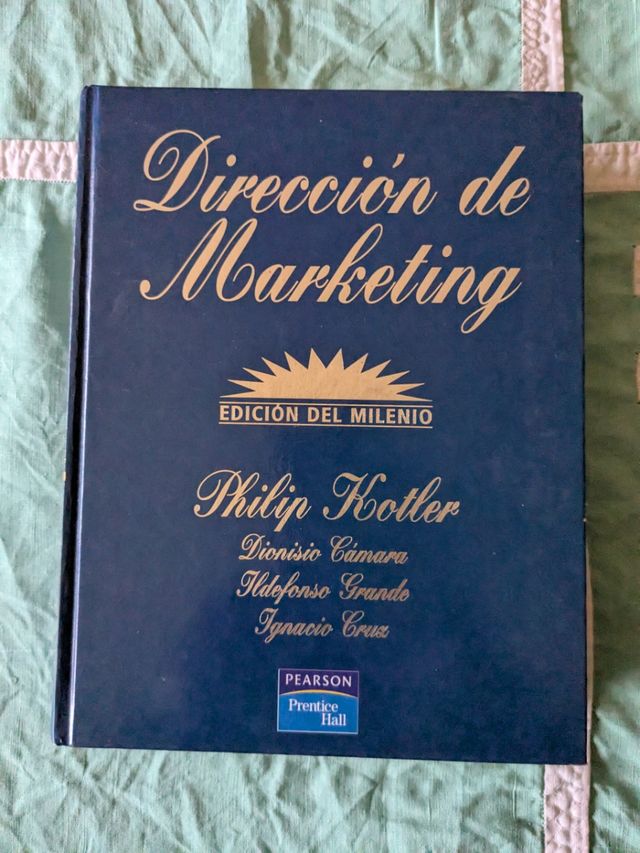 Dirección de
Marketing
EDICIÓN DEL MILENIO
Philip Kotler
Dionisio Cámara
Ildefonso Grande
Ignacio Cruz
PEARSON
Prentice
Hall